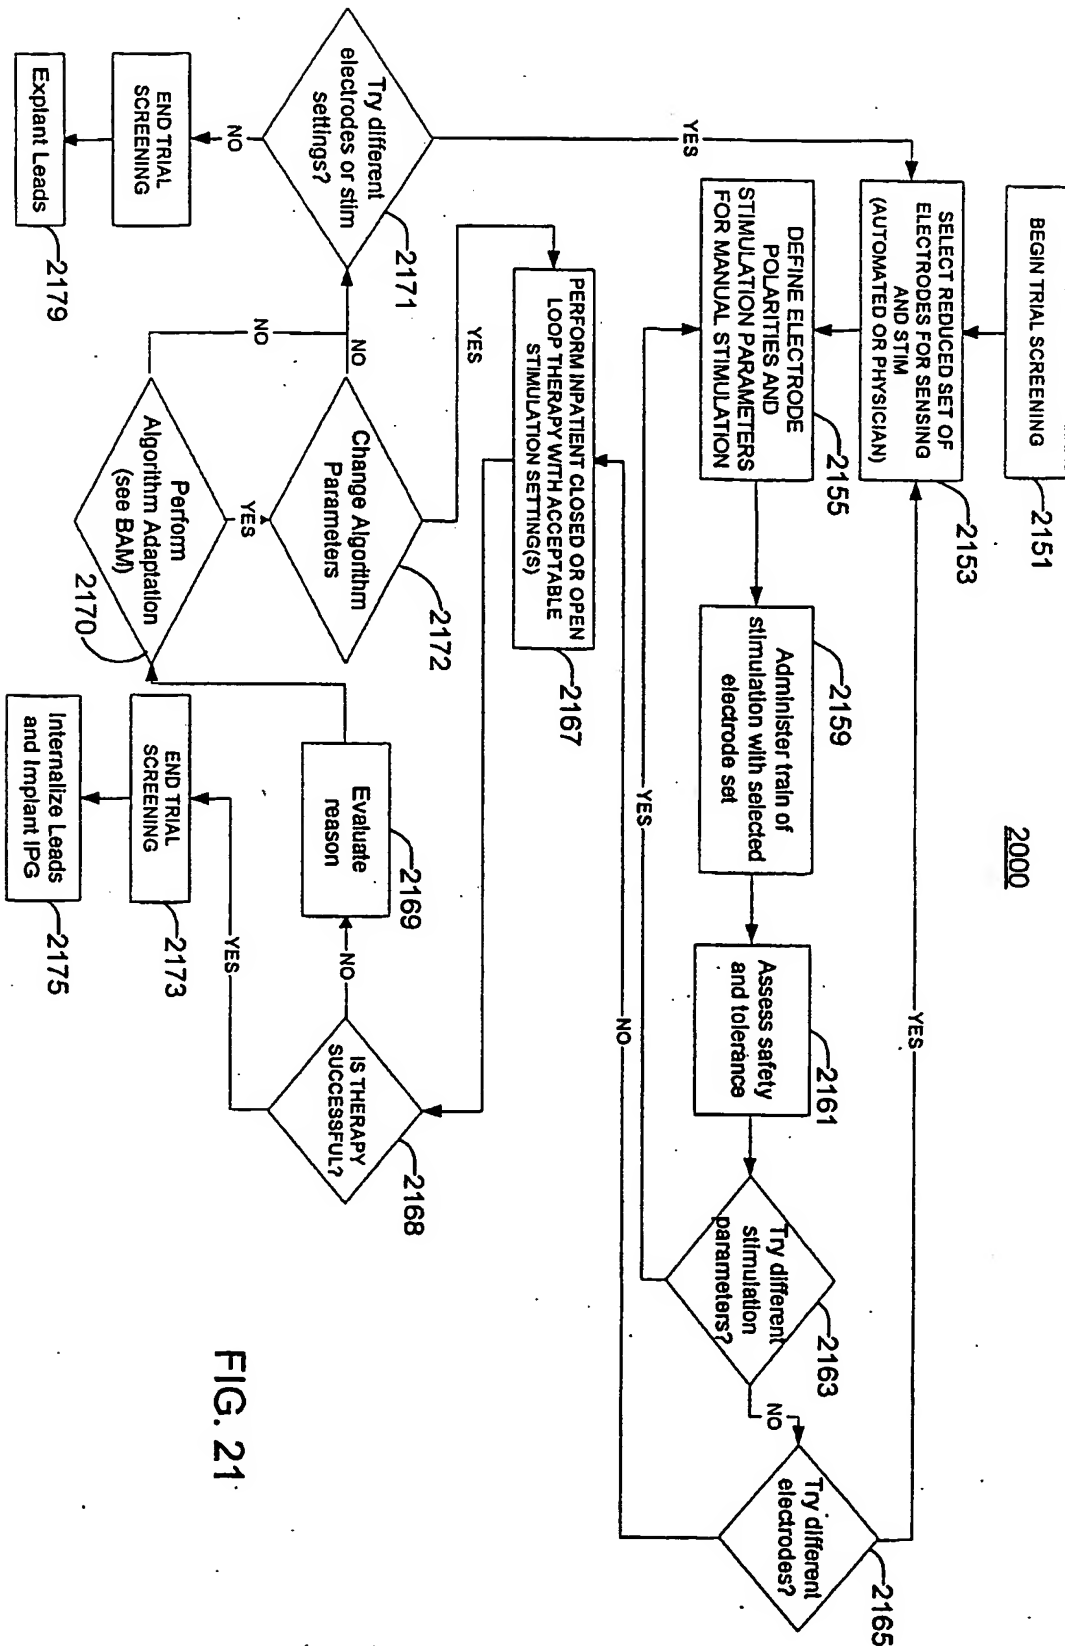 2000
BEGIN TRIAL SCREENING
2151
SELECT REDUCED SET OF
ELECTRODES FOR SENSING
AND STIM
(AUTOMATED OR PHYSICIAN)
2153
DEFINE ELECTRODE
POLARITIES AND
STIMULATION PARAMETERS
FOR MANUAL STIMULATION
2155
Administer train of
stimulation with selected
electrode set
2159
Assess safety
and tolerance
2161
Try different
stimulation
parameters?
2163
YES
NO
Try different
electrodes?
2165
YES
NO
PERFORM INPATIENT CLOSED OR OPEN
LOOP THERAPY WITH ACCEPTABLE
STIMULATION SETTING(S)
2167
IS THERAPY
SUCCESSFUL?
2168
NO
YES
Evaluate
reason
2169
Perform
Algorithm Adaptation
(see BAM)
2170
YES
NO
Change Algorithm
Parameters
2172
YES
NO
Try different
electrodes or stim
settings?
2171
YES
NO
END TRIAL
SCREENING
Explant Leads
2179
END TRIAL
SCREENING
2173
Internalize Leads
and Implant IPG
2175
FIG. 21